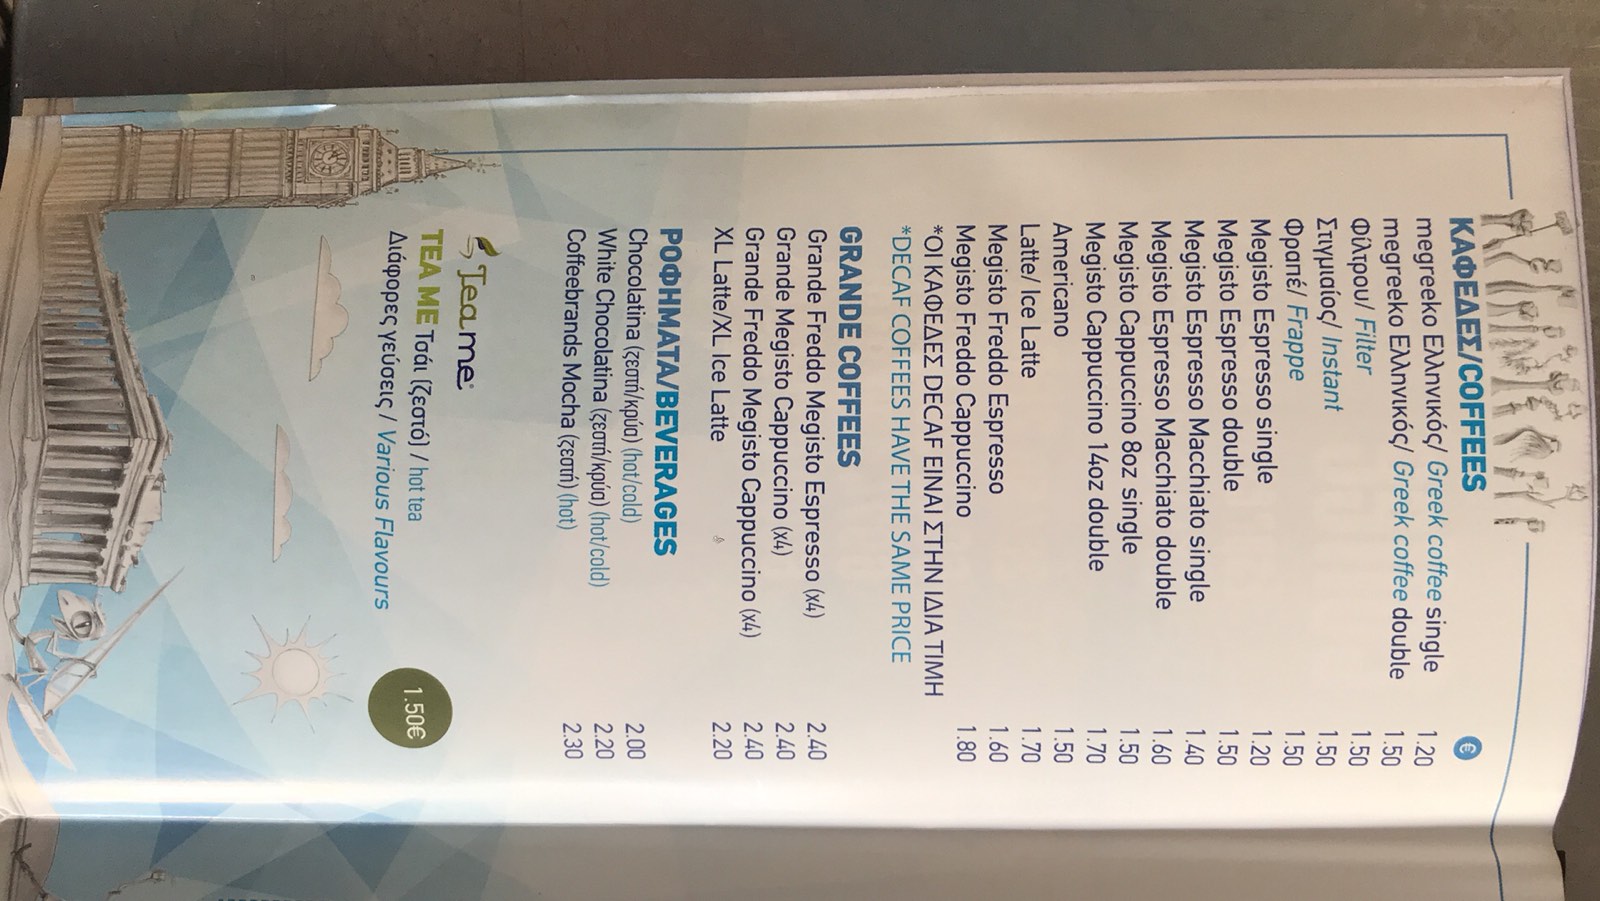 ΚΑΦΕΔΕΣ/COFFEES €
megreeko Ελληνικός/ Greek coffee single 1.20
megreeko Ελληνικός/ Greek coffee double 1.50
Φίλτρου/ Filter 1.50
Στιγμιαίος/ Instant 1.50
Φραπέ/ Frappe 1.50
Megisto Espresso single 1.20
Megisto Espresso double 1.50
Megisto Espresso Macchiato single 1.40
Megisto Espresso Macchiato double 1.60
Megisto Cappuccino 8oz single 1.50
Megisto Cappuccino 14oz double 1.70
Americano 1.50
Latte/ Ice Latte 1.70
Megisto Freddo Espresso 1.60
Megisto Freddo Cappuccino 1.80
*ΟΙ ΚΑΦΕΔΕΣ DECAF ΕΙΝΑΙ ΣΤΗΝ ΙΔΙΑ ΤΙΜΗ
*DECAF COFFEES HAVE THE SAME PRICE
GRANDE COFFEES
Grande Freddo Megisto Espresso (x4) 2.40
Grande Megisto Cappuccino (x4) 2.40
Grande Freddo Megisto Cappuccino (x4) 2.40
XL Latte/XL Ice Latte 2.20
ΡΟΦΗΜΑΤΑ/BEVERAGES
Chocolatina (ζεστή/κρύα) (hot/cold) 2.00
White Chocolatina (ζεστή/κρύα) (hot/cold) 2.20
Coffeebrands Mocha (ζεστή) (hot) 2.30
Tea me
TEA ME Τσάι (ζεστό) / hot tea
Διάφορες γεύσεις / Various Flavours
1.50€